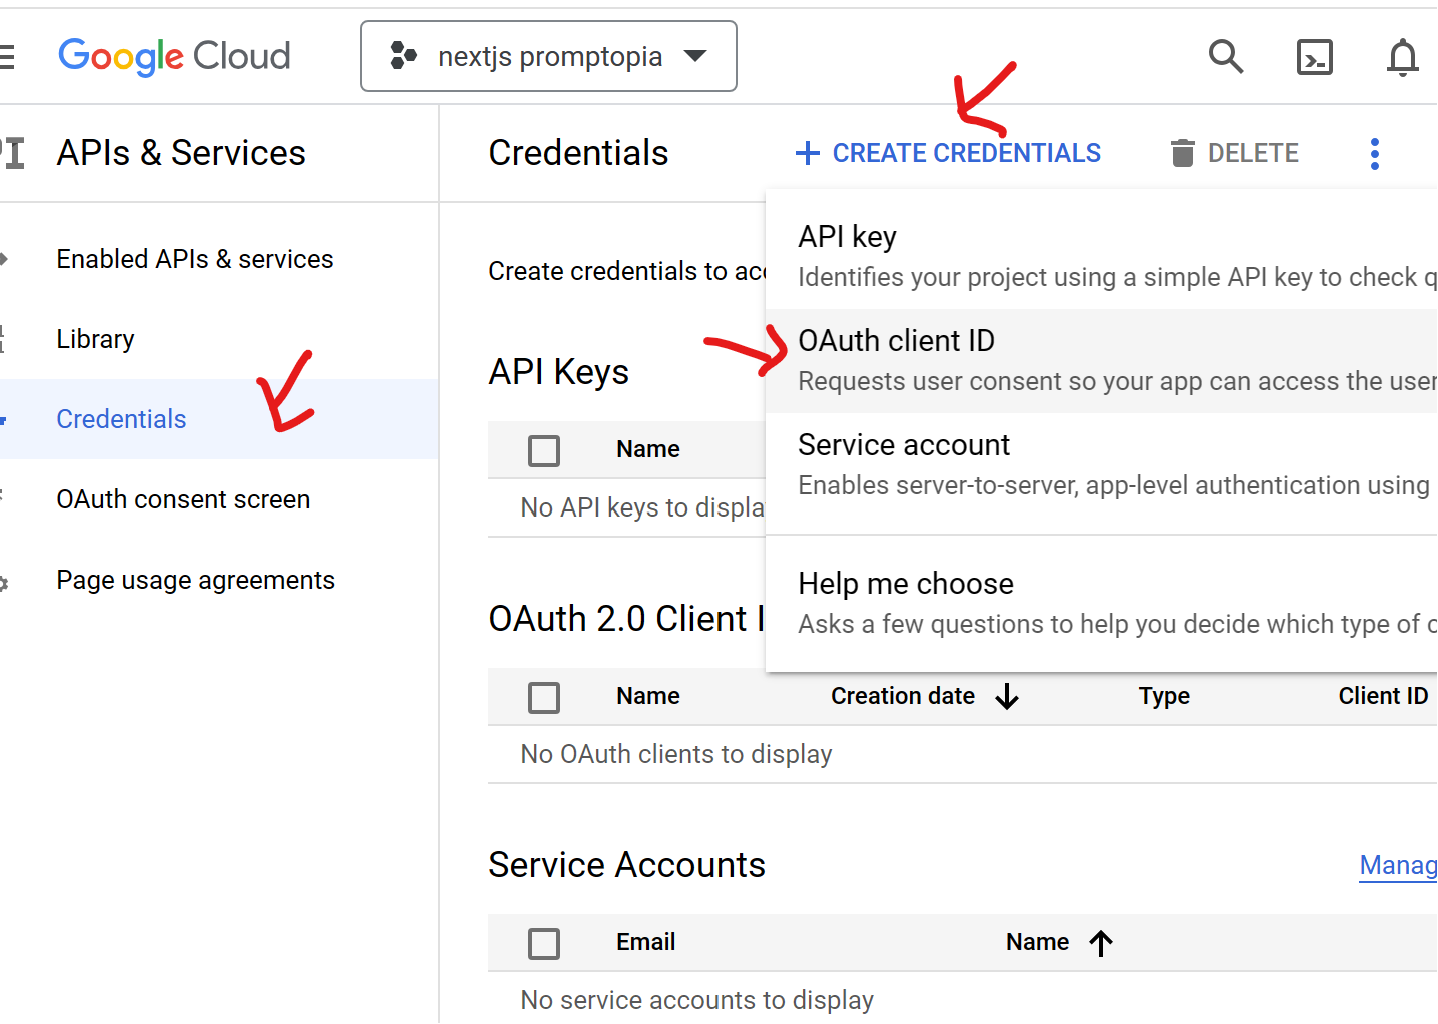 Google Cloud
nextjs promptopia
APIs & Services
Credentials
CREATE CREDENTIALS
DELETE
Enabled APIs & services
Library
Credentials
OAuth consent screen
Page usage agreements
Create credentials to
API key
Identifies your project using a simple API key to check
OAuth client ID
Requests user consent so your app can access the user
Service account
Enables server-to-server, app-level authentication using
Help me choose
Asks a few questions to help you decide which type of
API Keys
Name
No API keys to displa
OAuth 2.0 Client I
Name Creation date Type Client ID
No OAuth clients to display
Service Accounts
Manag
Email Name
No service accounts to display